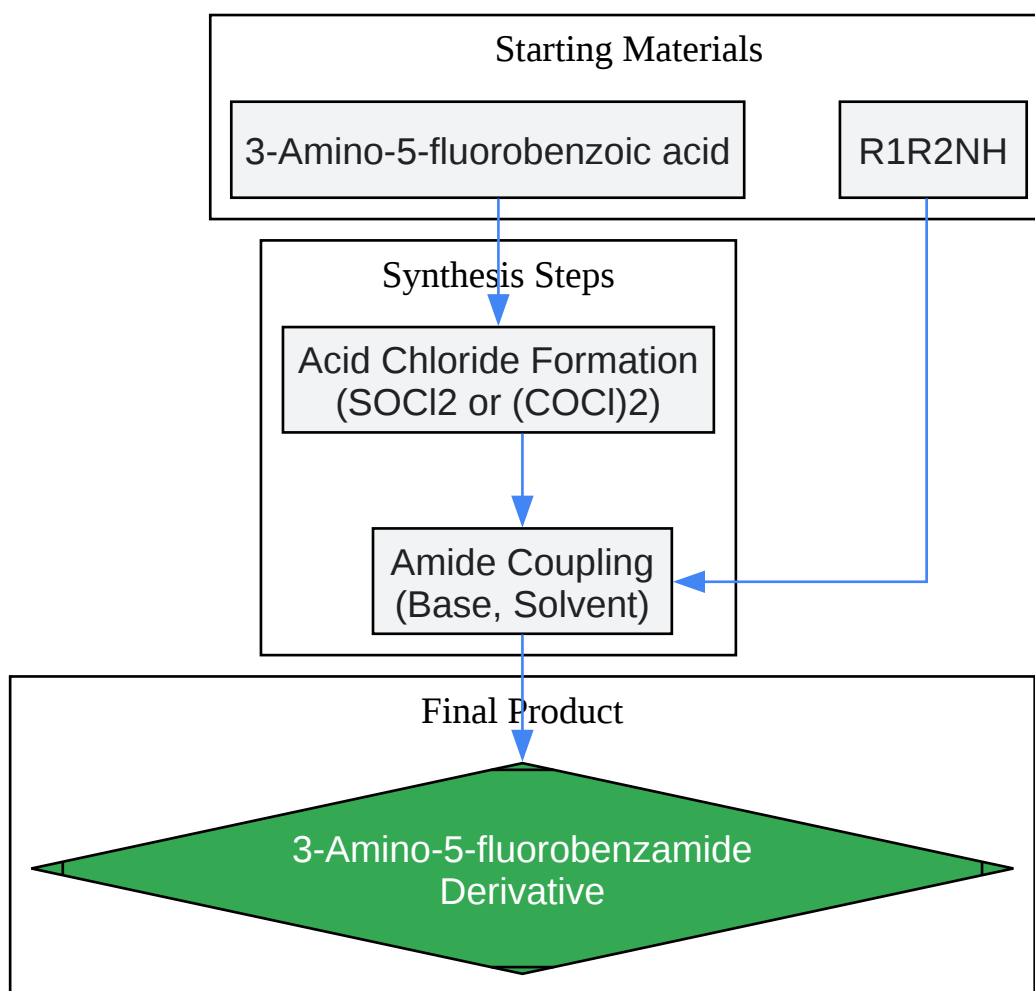 Starting Materials
3-Amino-5-fluorobenzoic acid
R1R2NH
Synthesis Steps
Acid Chloride Formation
(SOCl2 or (COCl)2)
Amide Coupling
(Base, Solvent)
Final Product
3-Amino-5-fluorobenzamide
Derivative